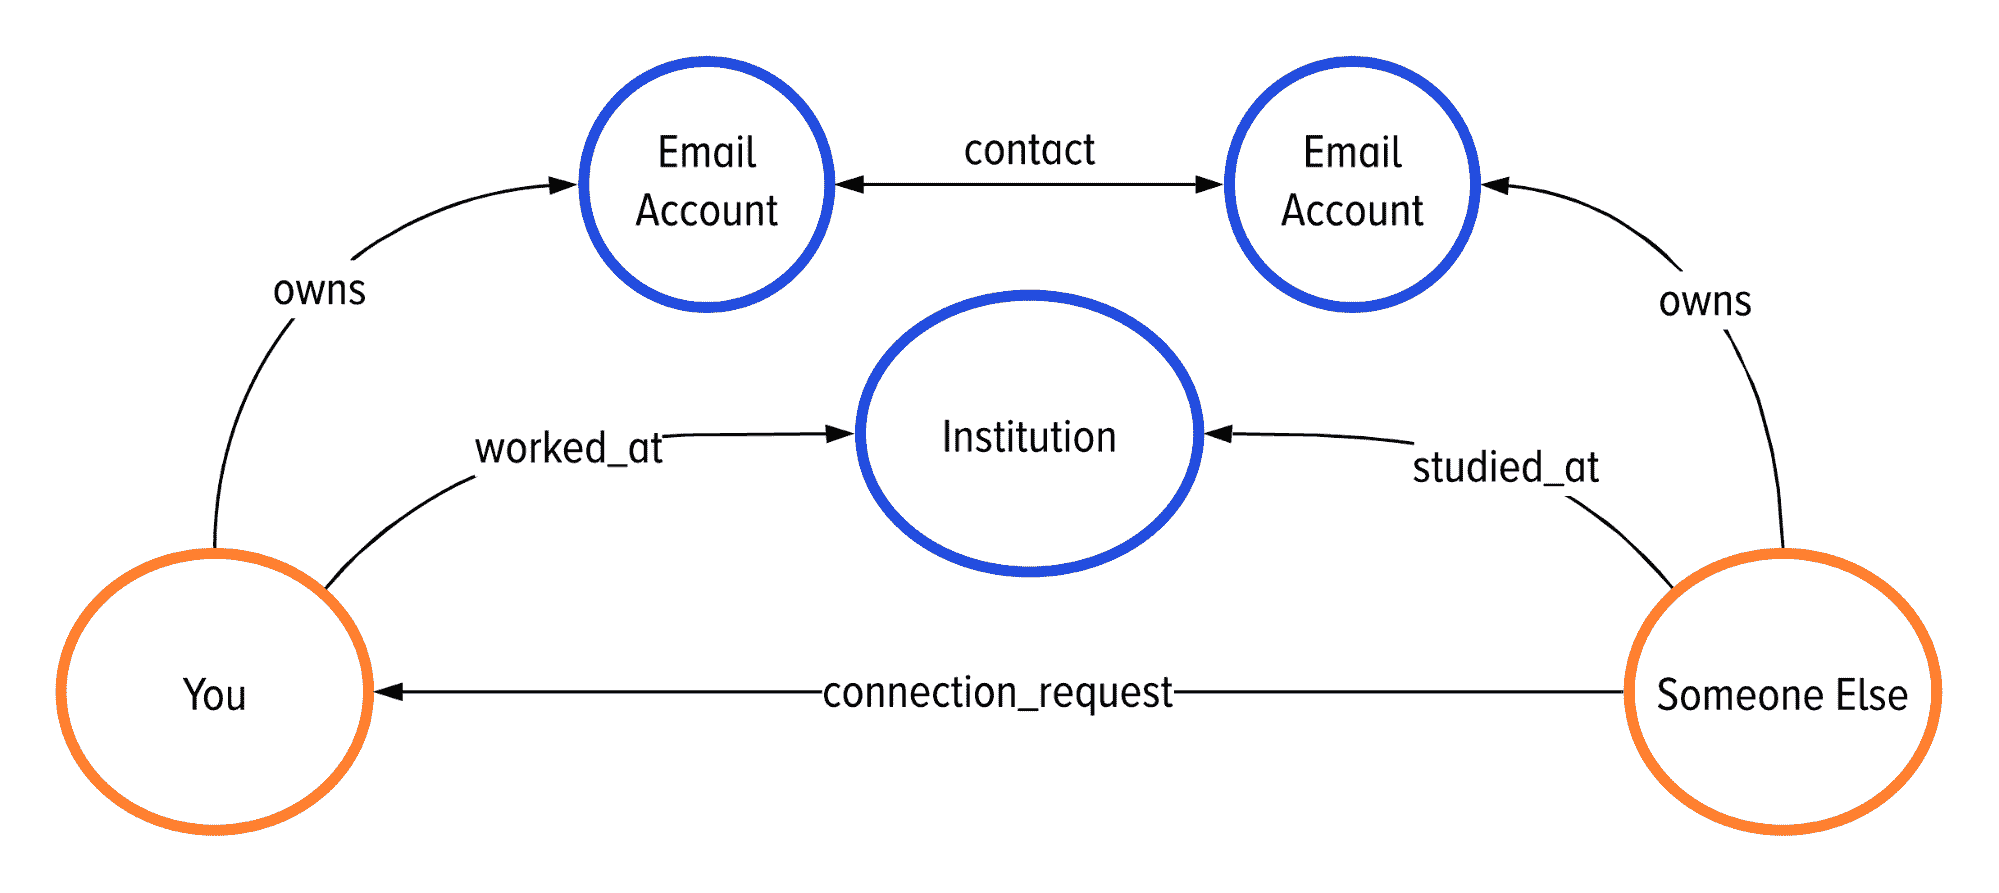 Email
Account
contact
Email
Account
owns
owns
worked_at
Institution
studied_at
You
connection_request
Someone Else